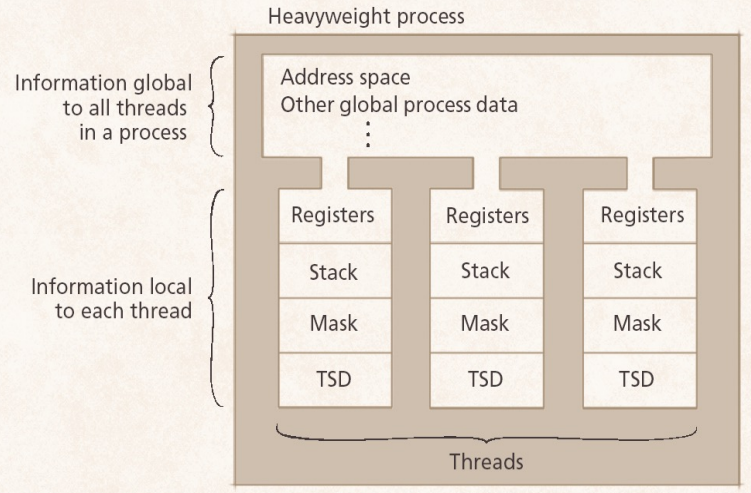 Heavyweight process
Information global
to all threads
in a process
Address space
Other global process data
Registers
Registers
Registers
Information local
to each thread
Stack
Stack
Stack
Mask
Mask
Mask
TSD
TSD
TSD
Threads